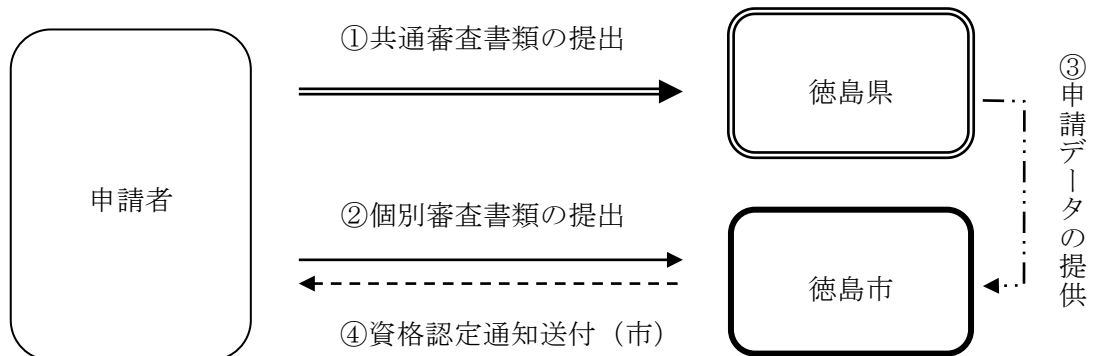 ①共通審査書類の提出
徳島県
③申請データの提供
申請者
②個別審査書類の提出
徳島市
④資格認定通知送付（市）